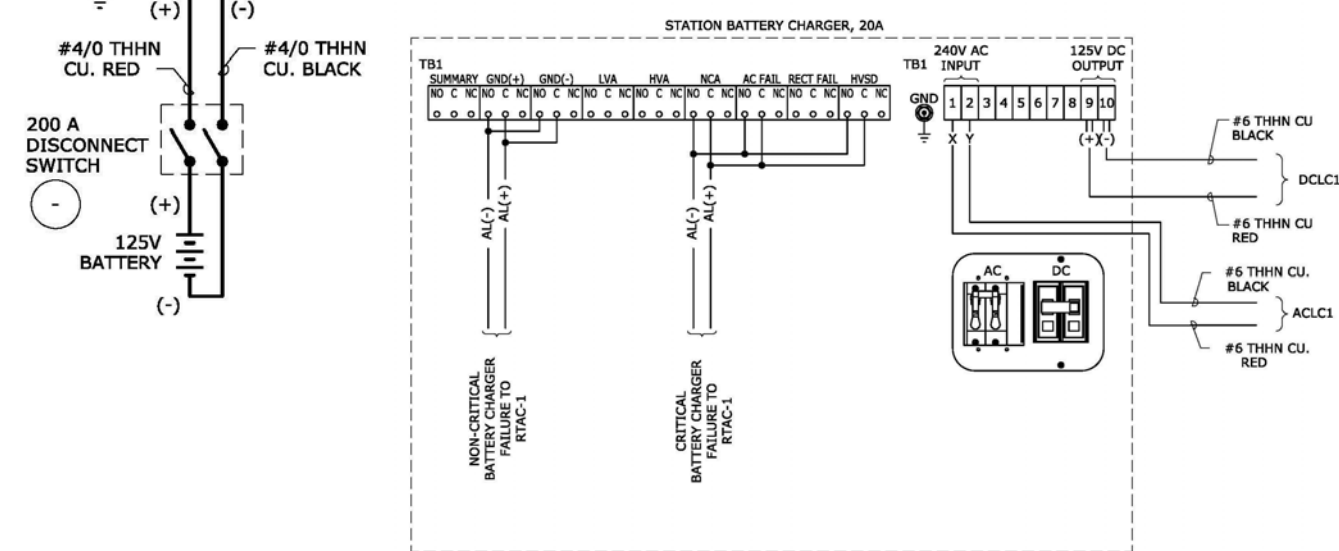 (+) (-)
#4/0 THHN
CU. RED
#4/0 THHN
CU. BLACK
200 A
DISCONNECT
SWITCH
-
(+)
125V
BATTERY
(-)
STATION BATTERY CHARGER, 20A
TB1
SUMMARY GND(+) GND(-) LVA HVA NCA AC FAIL RECT FAIL HVSD
NO C NC NO C NC NO C NC NO C NC NO C NC NO C NC NO C NC NO C NC NO C NC
AL(-)
AL(+)
NON-CRITICAL
BATTERY CHARGER
FAILURE TO
RTAC-1
AL(-)
AL(+)
CRITICAL
BATTERY CHARGER
FAILURE TO
RTAC-1
TB1
240V AC
INPUT
125V DC
OUTPUT
GND
1 2 3 4 5 6 7 8 9 10
X Y (+) (-)
#6 THHN CU
BLACK
DCLC1
#6 THHN CU
RED
AC DC
#6 THHN CU.
BLACK
ACLC1
#6 THHN CU.
RED